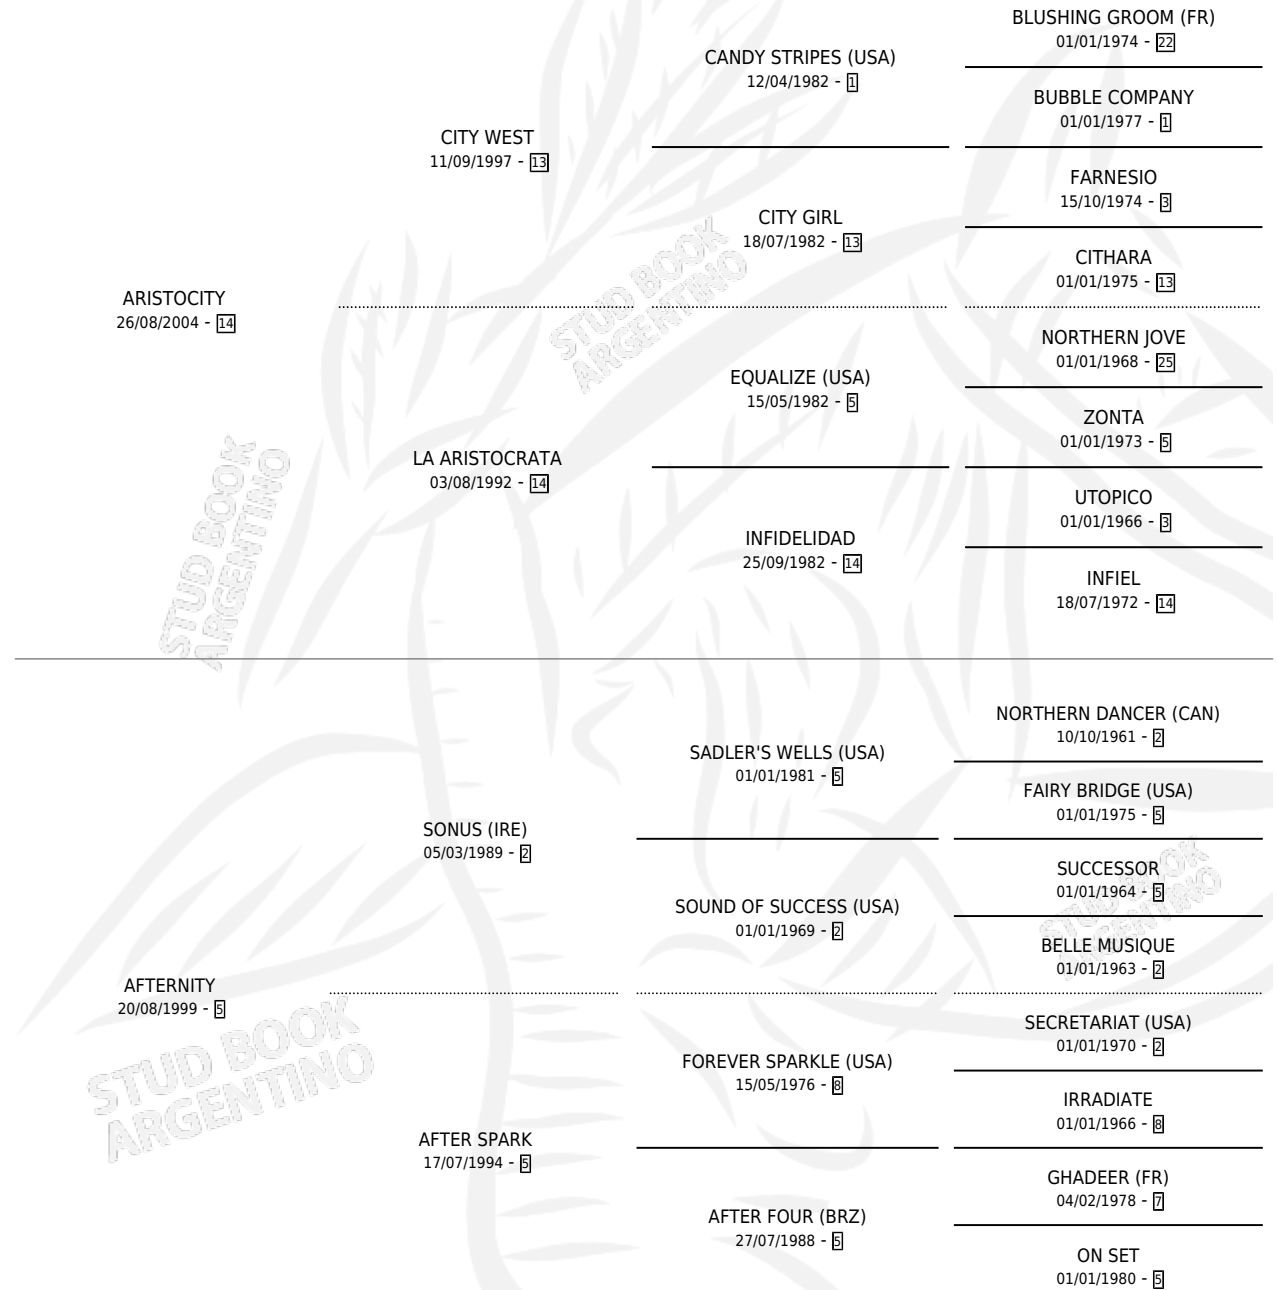 BLUSHING GROOM (FR)
01/01/1974 - 22
CANDY STRIPES (USA)
12/04/1982 - 1
BUBBLE COMPANY
01/01/1977 - 1
CITY WEST
11/09/1997 - 13
FARNESIO
15/10/1974 - 3
CITY GIRL
18/07/1982 - 13
CITHARA
01/01/1975 - 13
ARISTOCITY
26/08/2004 - 14
NORTHERN JOVE
01/01/1968 - 25
EQUALIZE (USA)
15/05/1982 - 5
ZONTA
01/01/1973 - 5
LA ARISTOCRATA
03/08/1992 - 14
UTOPICO
01/01/1966 - 3
INFIDELIDAD
25/09/1982 - 14
INFIEL
18/07/1972 - 14
STUD BOOK
ARGENTINO
STUD BOOK
ARGENTINO
NORTHERN DANCER (CAN)
10/10/1961 - 2
SADLER'S WELLS (USA)
01/01/1981 - 5
FAIRY BRIDGE (USA)
01/01/1975 - 5
SONUS (IRE)
05/03/1989 - 2
SUCCESSOR
01/01/1964 - 5
SOUND OF SUCCESS (USA)
01/01/1969 - 2
BELLE MUSIQUE
01/01/1963 - 2
AFTERNITY
20/08/1999 - 5
SECRETARIAT (USA)
01/01/1970 - 2
FOREVER SPARKLE (USA)
15/05/1976 - 8
IRRADIATE
01/01/1966 - 8
AFTER SPARK
17/07/1994 - 5
GHADEER (FR)
04/02/1978 - 7
AFTER FOUR (BRZ)
27/07/1988 - 5
ON SET
01/01/1980 - 5
STUD BOOK
ARGENTINO
STUD BOOK
ARGENTINO